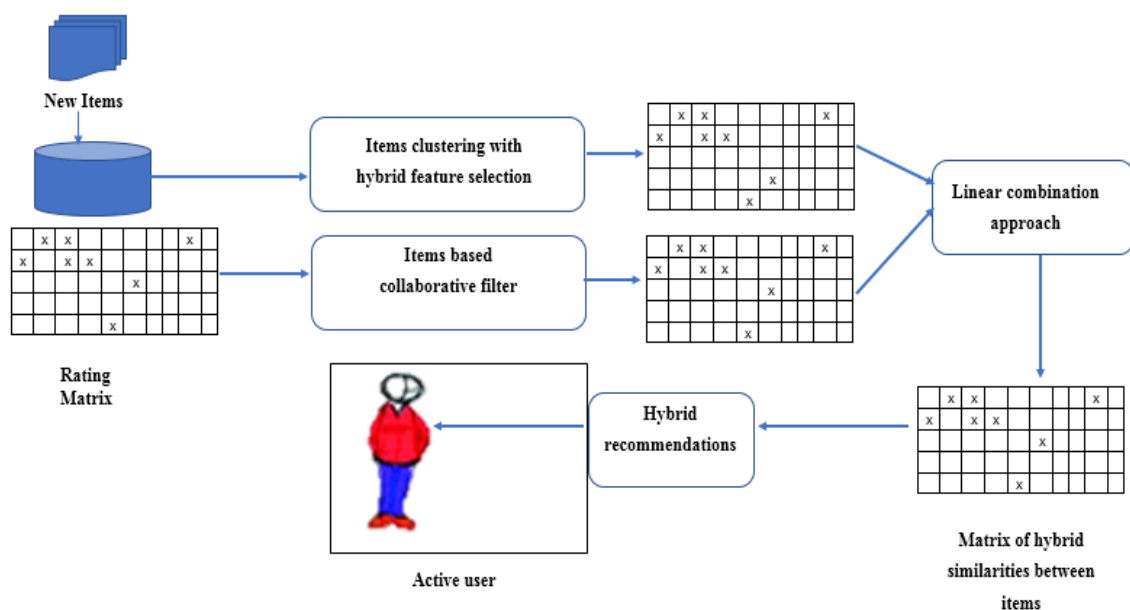 New Items
Items clustering with
hybrid feature selection
x x x
x x x
x
x
Linear combination
approach
x x x
x x x
x
x
Items based
collaborative filter
x x x
x x x
x
x
Rating
Matrix
x x x
x x x
x
x
Hybrid
recommendations
Active user
Matrix of hybrid
similarities between
items